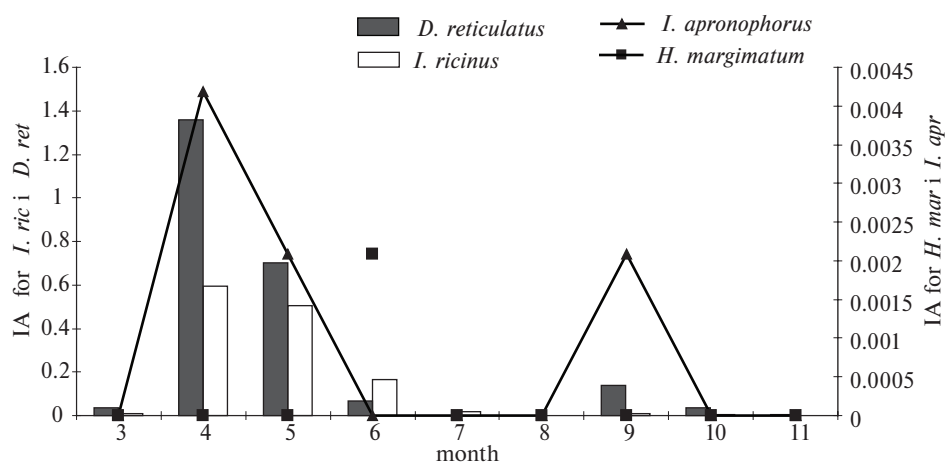 D. reticulatus
I. ricinus
I. apronophorus
H. margimatum
IA for I. ric i D. ret
1.6
1.4
1.2
1
0.8
0.6
0.4
0.2
0
0.0045
0.004
0.0035
0.003
0.0025
0.002
0.0015
0.001
0.0005
0
IA for H. mar i I. apr
3 4 5 6 7 8 9 10 11
month